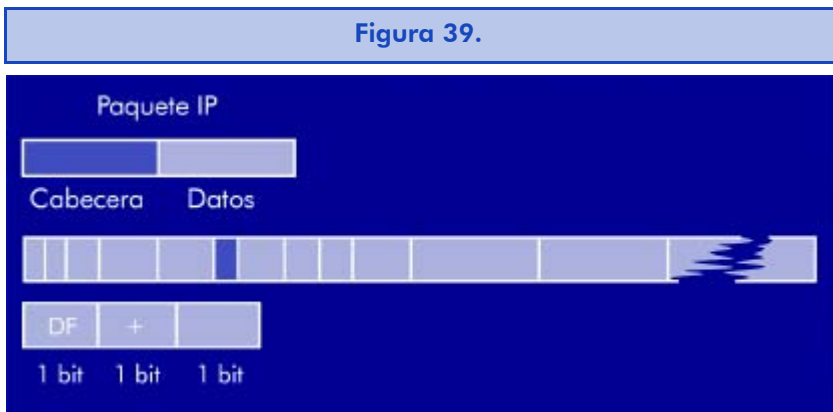 Figura 39.
Paquete IP
Cabecera Datos
DF +
1 bit 1 bit 1 bit